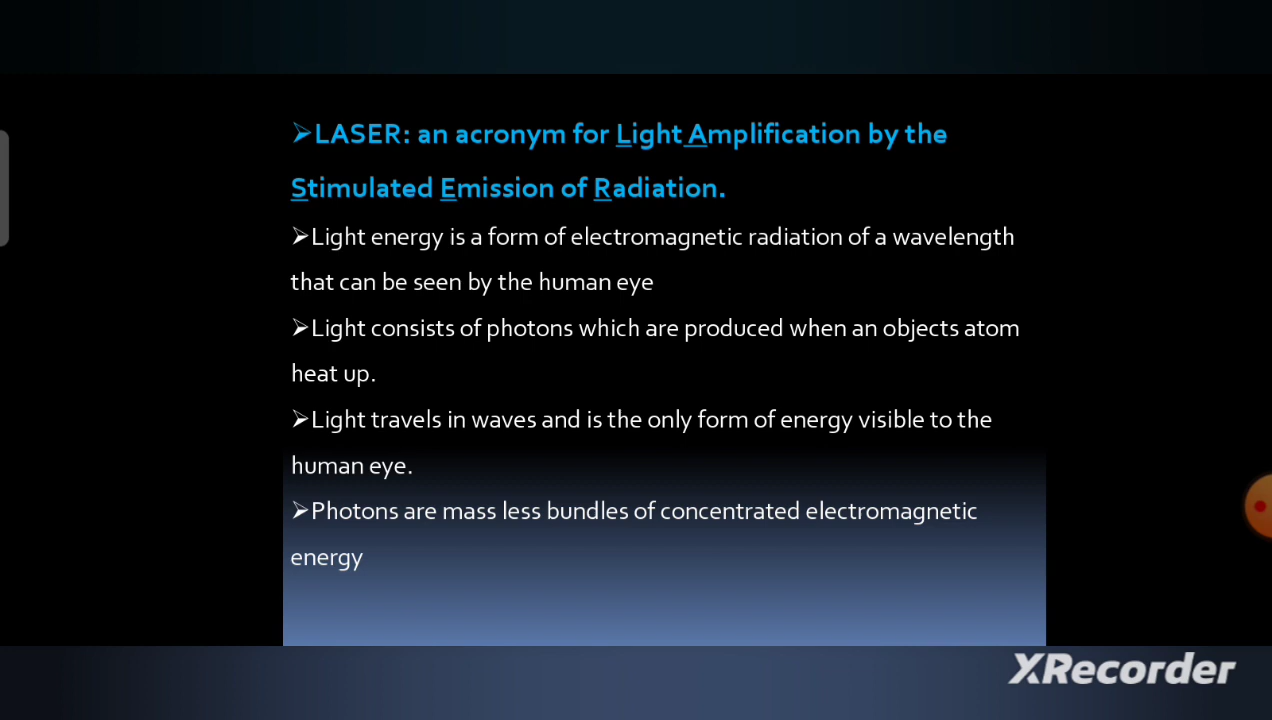 ➢LASER: an acronym for Light Amplification by the
Stimulated Emission of Radiation.
➢Light energy is a form of electromagnetic radiation of a wavelength
that can be seen by the human eye
➢Light consists of photons which are produced when an objects atom
heat up.
➢Light travels in waves and is the only form of energy visible to the
human eye.
➢Photons are mass less bundles of concentrated electromagnetic
energy
XRecorder